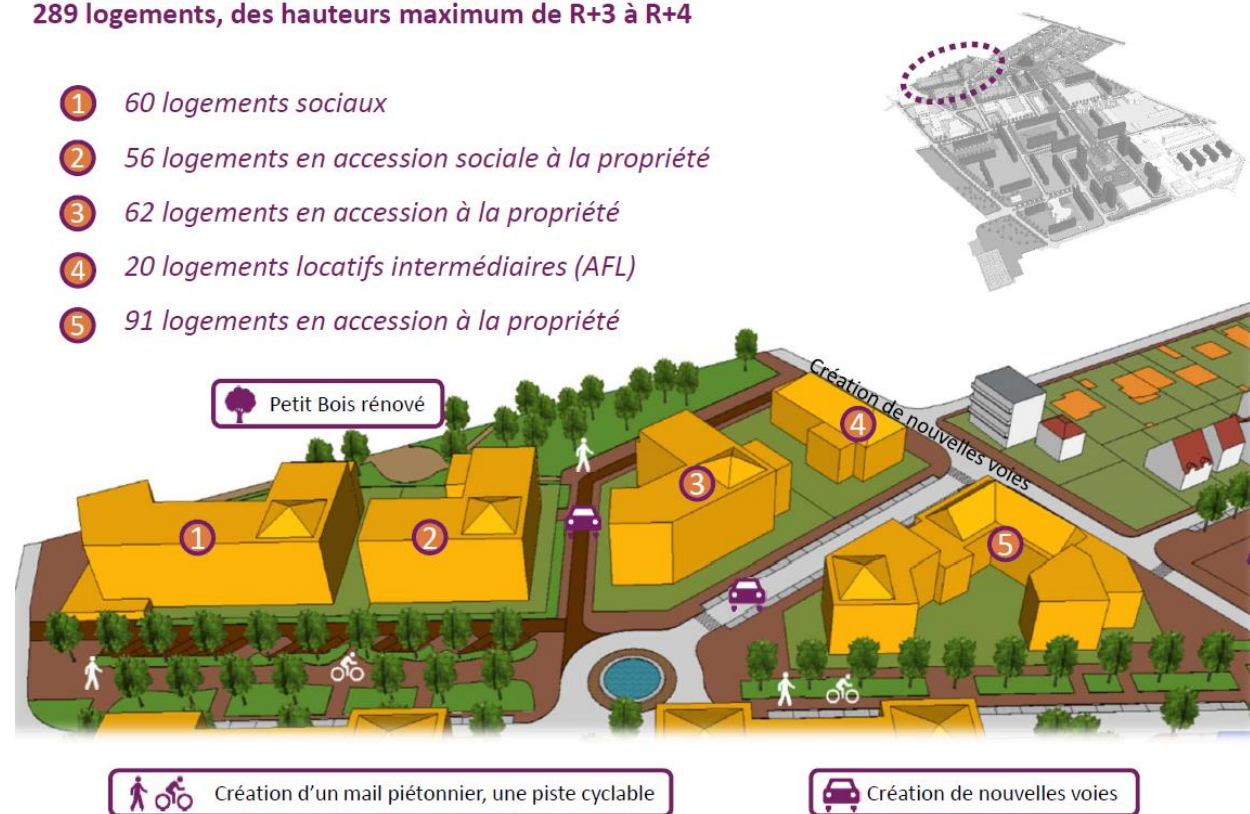 289 logements, des hauteurs maximum de R+3 à R+4
1 60 logements sociaux
2 56 logements en accession sociale à la propriété
3 62 logements en accession à la propriété
4 20 logements locatifs intermédiaires (AFL)
5 91 logements en accession à la propriété
Petit Bois rénové
Création de nouvelles voies
4
3
1
2
5
Création d'un mail piétonnier, une piste cyclable
Création de nouvelles voies